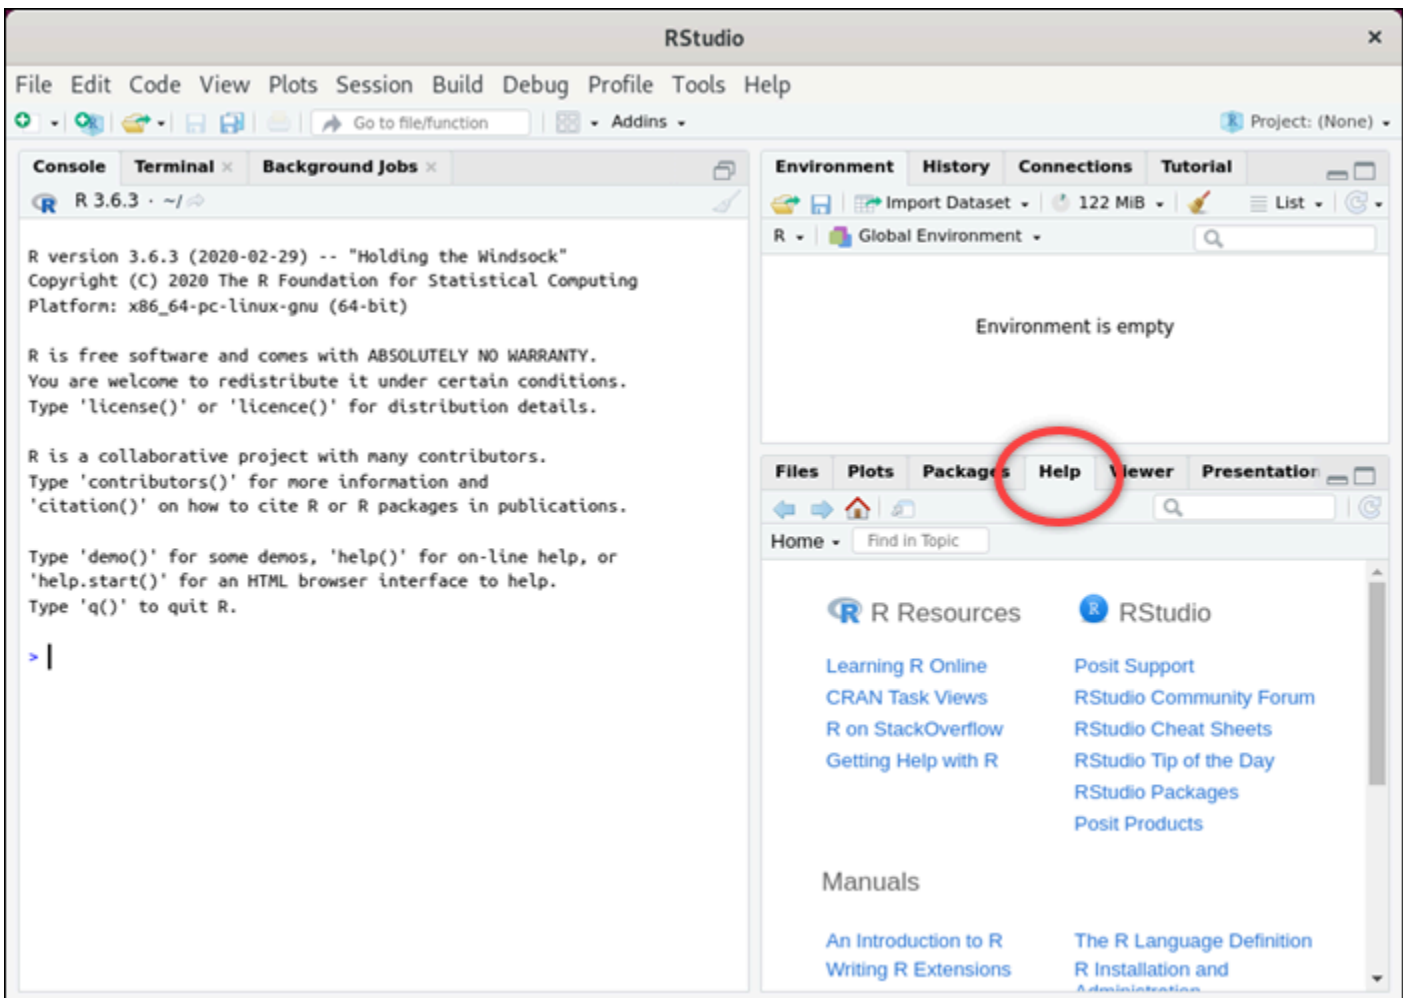 RStudio
File Edit Code View Plots Session Build Debug Profile Tools Help
Go to file/function Addins Project: (None)
Console Terminal Background Jobs
R 3.6.3 · ~/
R version 3.6.3 (2020-02-29) -- "Holding the Windsock"
Copyright (C) 2020 The R Foundation for Statistical Computing
Platform: x86_64-pc-linux-gnu (64-bit)
R is free software and comes with ABSOLUTELY NO WARRANTY.
You are welcome to redistribute it under certain conditions.
Type 'license()' or 'licence()' for distribution details.
R is a collaborative project with many contributors.
Type 'contributors()' for more information and
'citation()' on how to cite R or R packages in publications.
Type 'demo()' for some demos, 'help()' for on-line help, or
'help.start()' for an HTML browser interface to help.
Type 'q()' to quit R.
>
Environment History Connections Tutorial
Import Dataset 122 MiB List
R Global Environment
Environment is empty
Files Plots Packages Help Viewer Presentation
Home Find in Topic
R Resources
Learning R Online
CRAN Task Views
R on StackOverflow
Getting Help with R
RStudio
Posit Support
RStudio Community Forum
RStudio Cheat Sheets
RStudio Tip of the Day
RStudio Packages
Posit Products
Manuals
An Introduction to R
Writing R Extensions
The R Language Definition
R Installation and
Administration